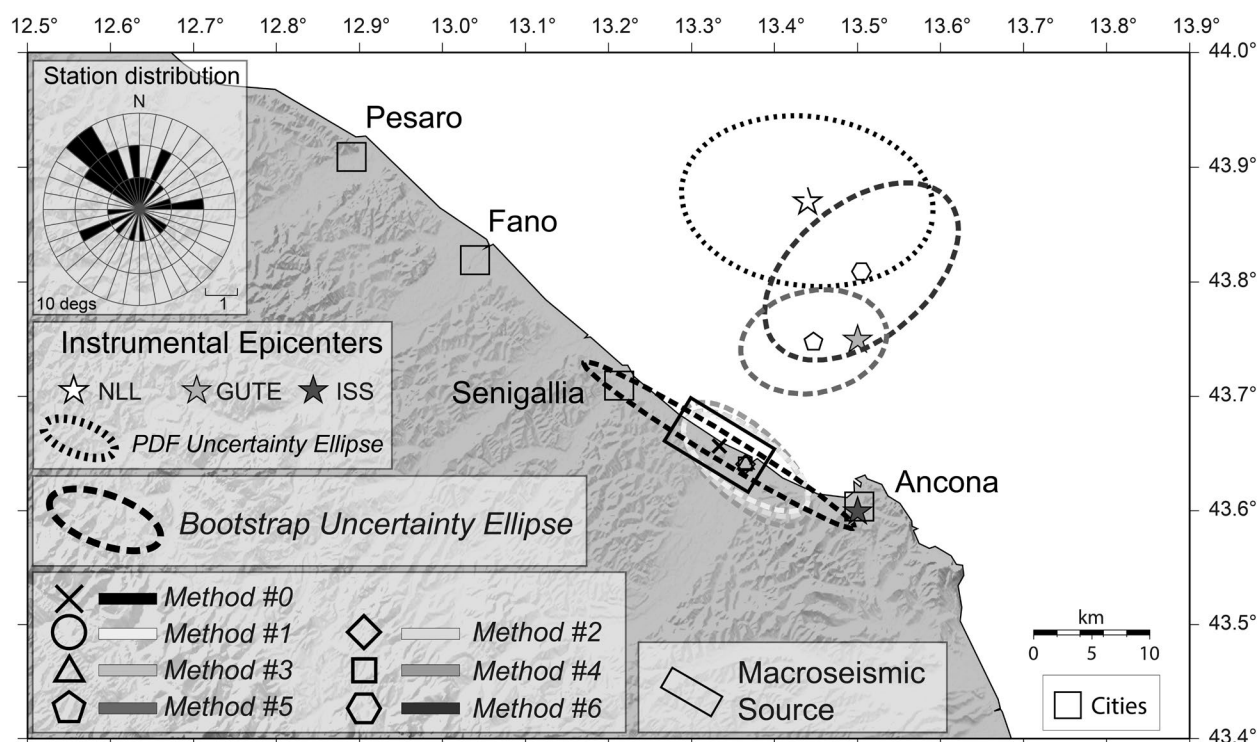 12.5° 12.6° 12.7° 12.8° 12.9° 13.0° 13.1° 13.2° 13.3° 13.4° 13.5° 13.6° 13.7° 13.8° 13.9°
44.0°
Station distribution
N
10 degs
1
Pesaro
43.9°
Fano
43.8°
Instrumental Epicenters
NLL GUTE ISS
PDF Uncertainty Ellipse
Senigallia
43.7°
Ancona
43.6°
Bootstrap Uncertainty Ellipse
Method #0
Method #1 Method #2
Method #3 Method #4
Method #5 Method #6
Macroseismic
Source
43.5°
km
0 5 10
Cities
43.4°